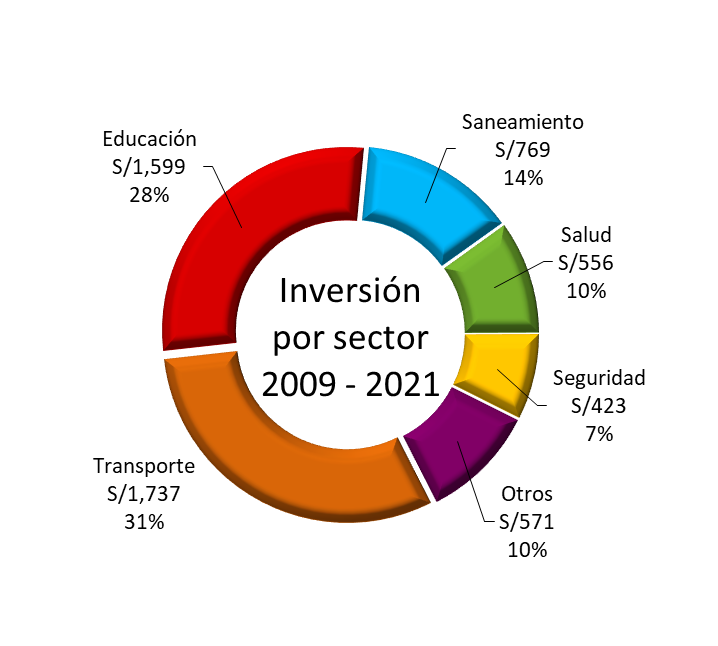 Inversión
por sector
2009 - 2021
Saneamiento
S/769
14%
Salud
S/556
10%
Seguridad
S/423
7%
Otros
S/571
10%
Transporte
S/1,737
31%
Educación
S/1,599
28%